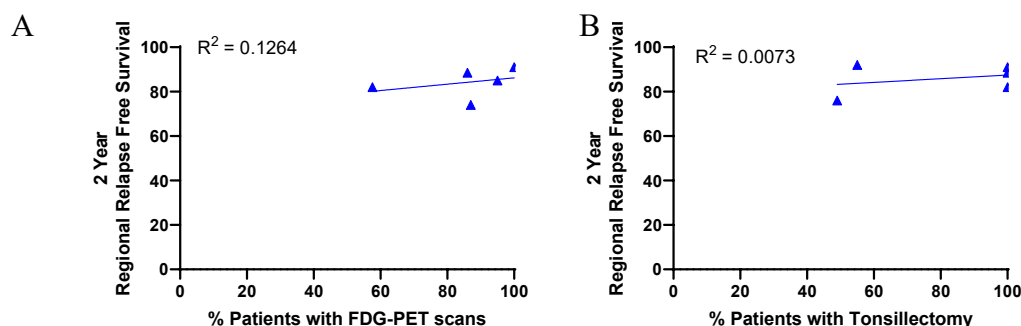 A
R² = 0.1264
2 Year
Regional Relapse Free Survival
100
80
60
40
20
0
0 20 40 60 80 100
% Patients with FDG-PET scans
B
R² = 0.0073
2 Year
Regional Relapse Free Survival
100
80
60
40
20
0
0 20 40 60 80 100
% Patients with Tonsillectomy